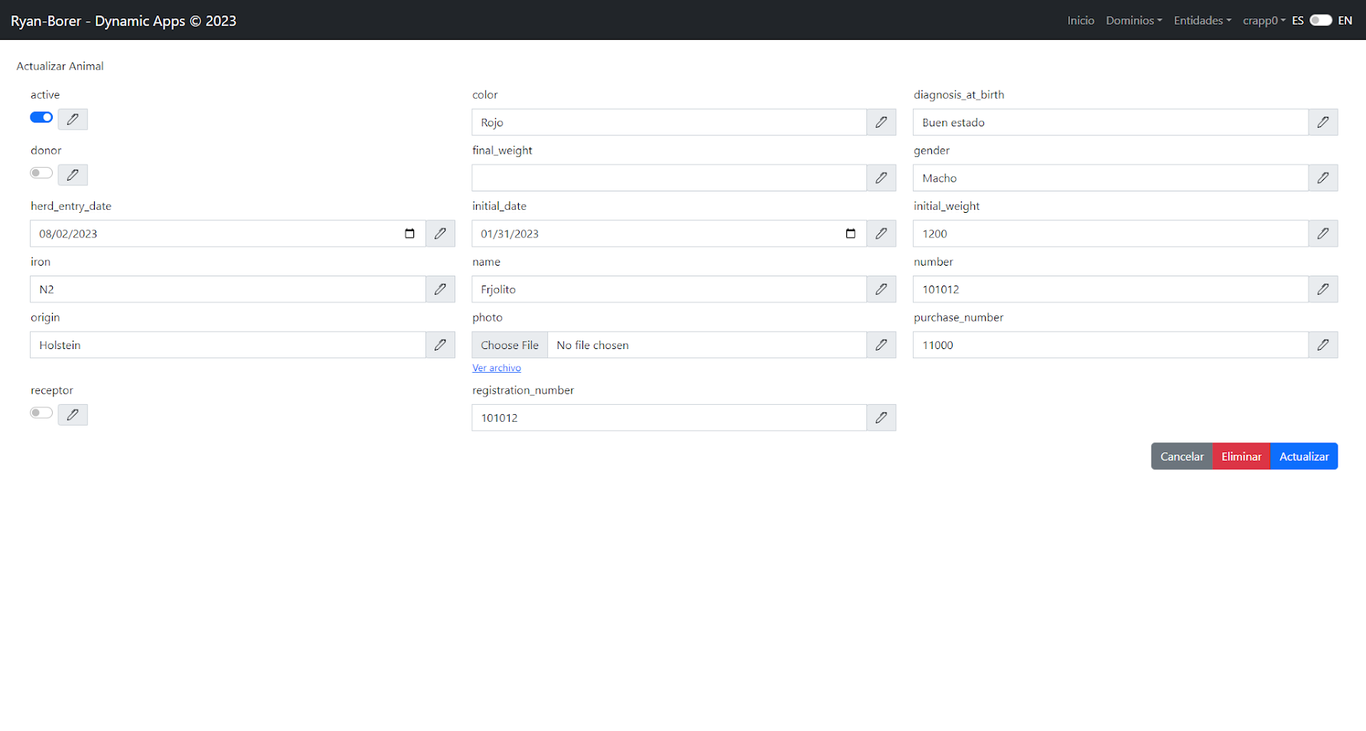 Ryan-Borer - Dynamic Apps © 2023
Inicio Dominios Entidades crapp0 ES EN
Actualizar Animal
active color diagnosis_at_birth
Rojo Buen estado
donor final_weight gender
Macho
herd_entry_date initial_date initial_weight
08/02/2023 01/31/2023 1200
iron name number
N2 Frjolito 101012
origin photo purchase_number
Holstein Choose File No file chosen 11000
Ver archivo
receptor registration_number
101012
Cancelar Eliminar Actualizar